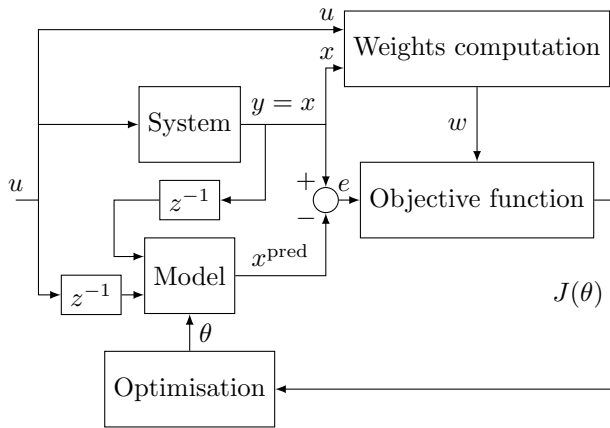 u
Weights computation
x
System
y = x
w
u
z⁻¹
+
e
Objective function
−
Model
x^pred
z⁻¹
J(θ)
θ
Optimisation